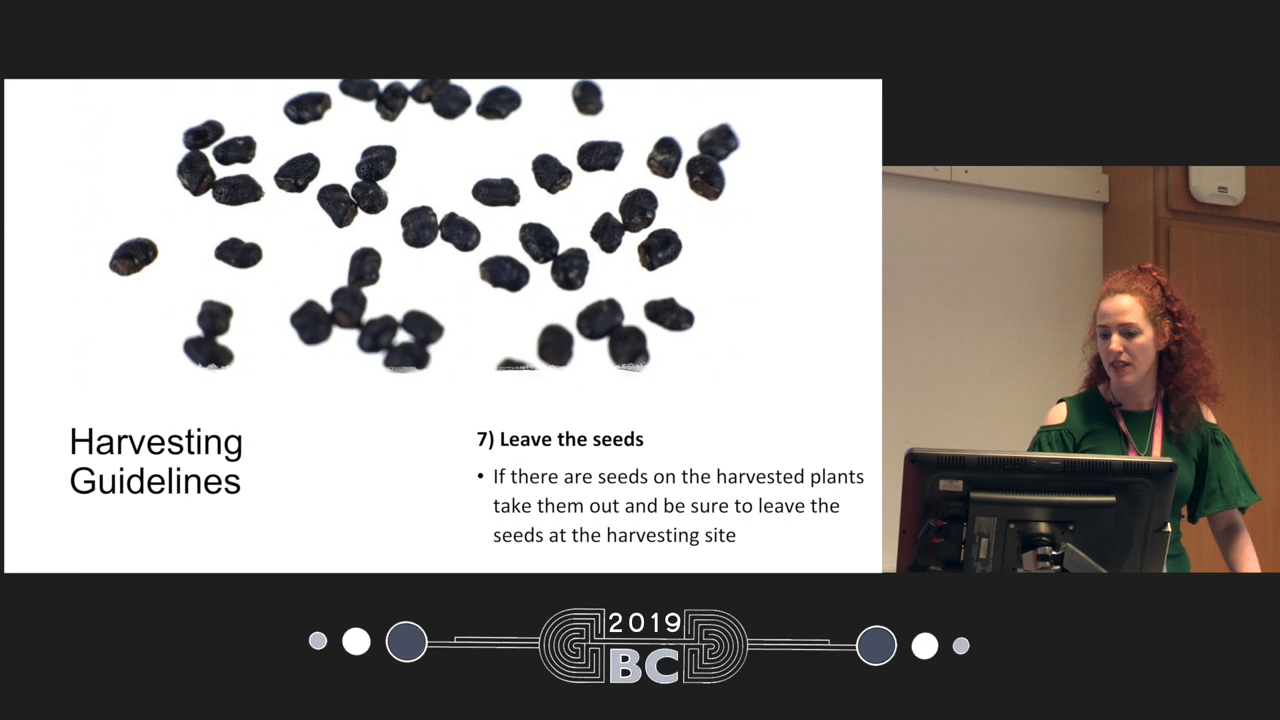 Harvesting
Guidelines
7) Leave the seeds
• If there are seeds on the harvested plants
take them out and be sure to leave the
seeds at the harvesting site
2019
BC